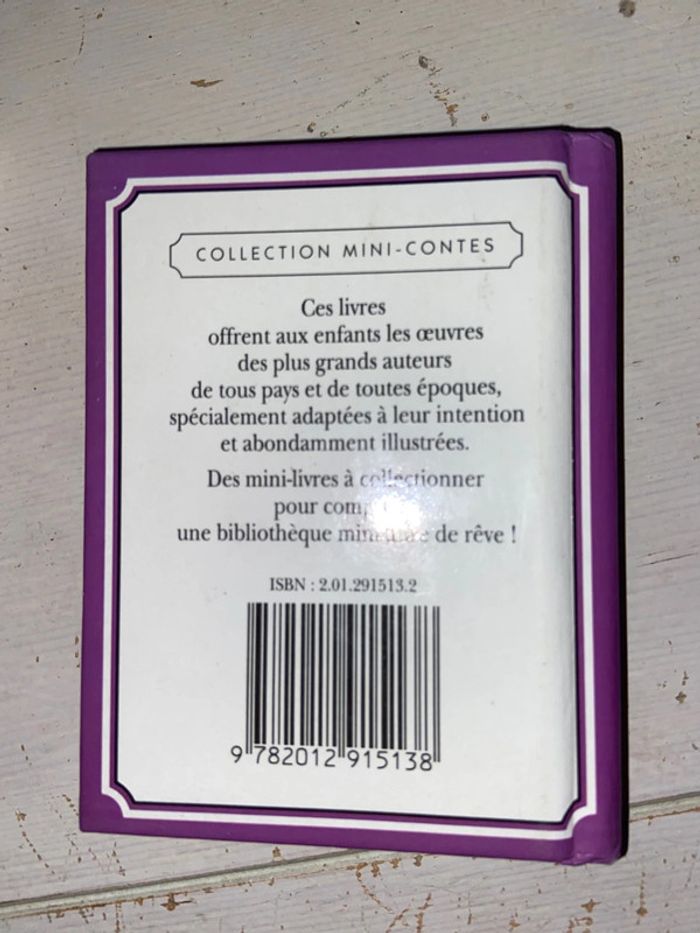 COLLECTION MINI-CONTES
Ces livres
offrent aux enfants les œuvres
des plus grands auteurs
de tous pays et de toutes époques,
spécialement adaptées à leur intention
et abondamment illustrées.
Des mini-livres à collectionner
pour
une bibliothèque miniature de rêve !
ISBN : 2.01.291513.2
9 782012 915138